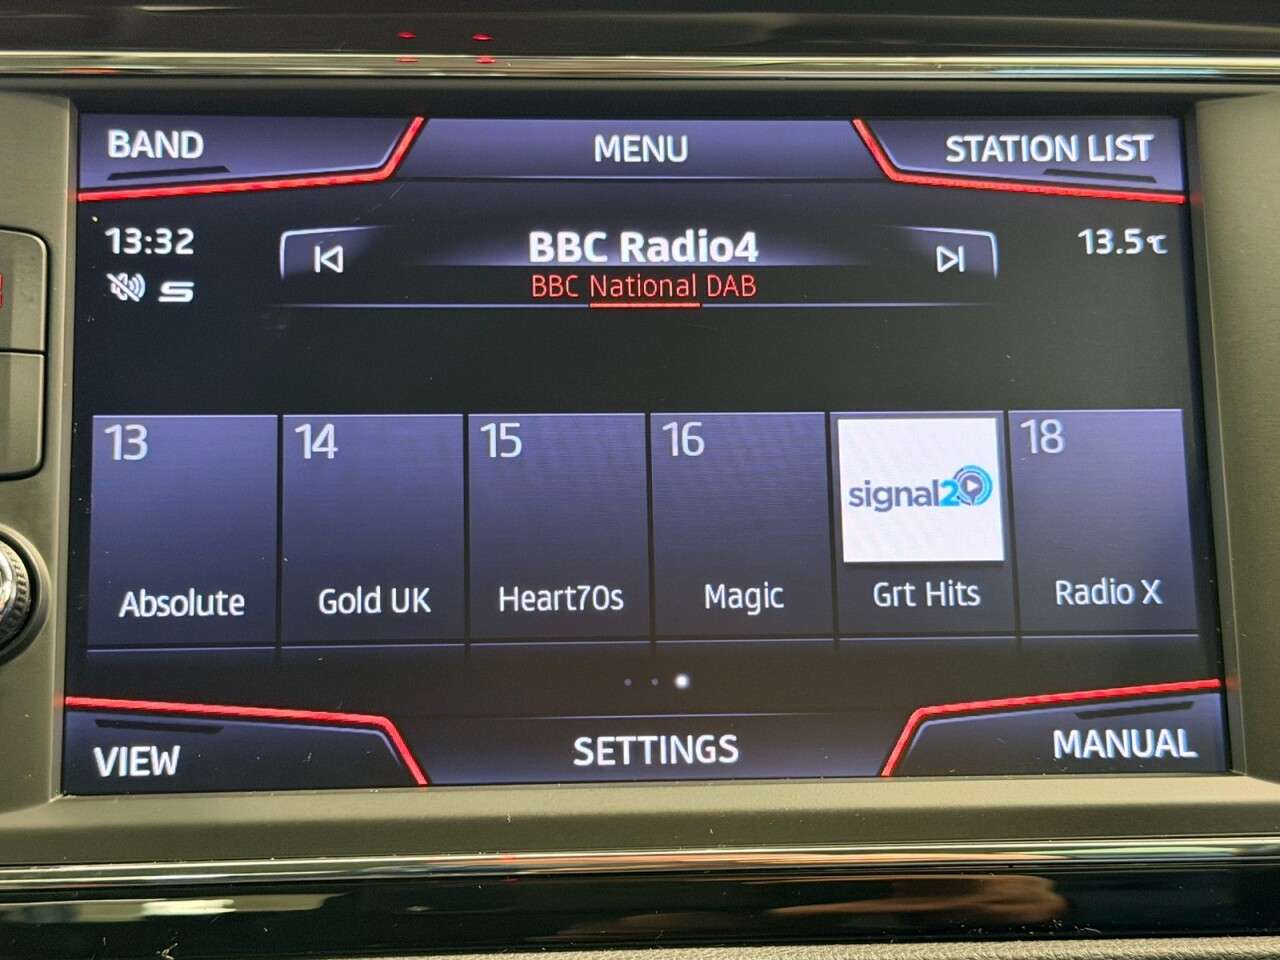 BAND MENU STATION LIST
13:32 BBC Radio4 13.5℃
BBC National DAB
13 14 15 16 signal2 18
Absolute Gold UK Heart70s Magic Grt Hits Radio X
VIEW SETTINGS MANUAL